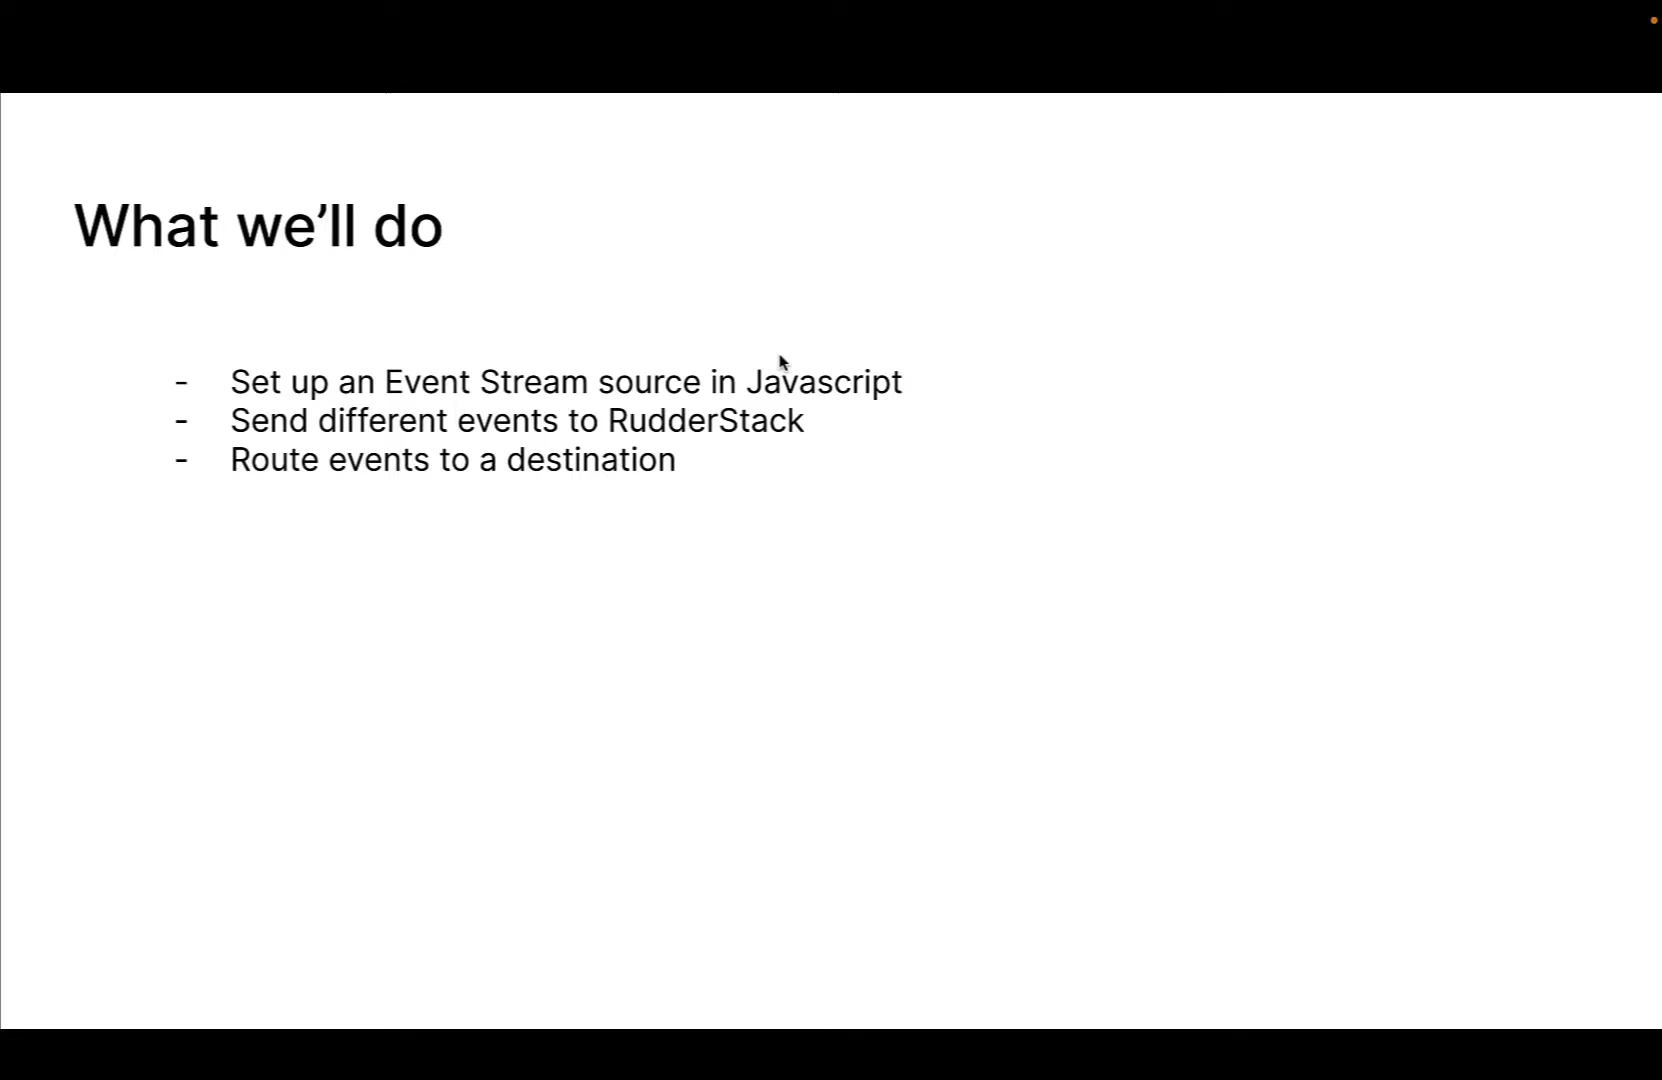 What we’ll do
- Set up an Event Stream source in Javascript
- Send different events to RudderStack
- Route events to a destination